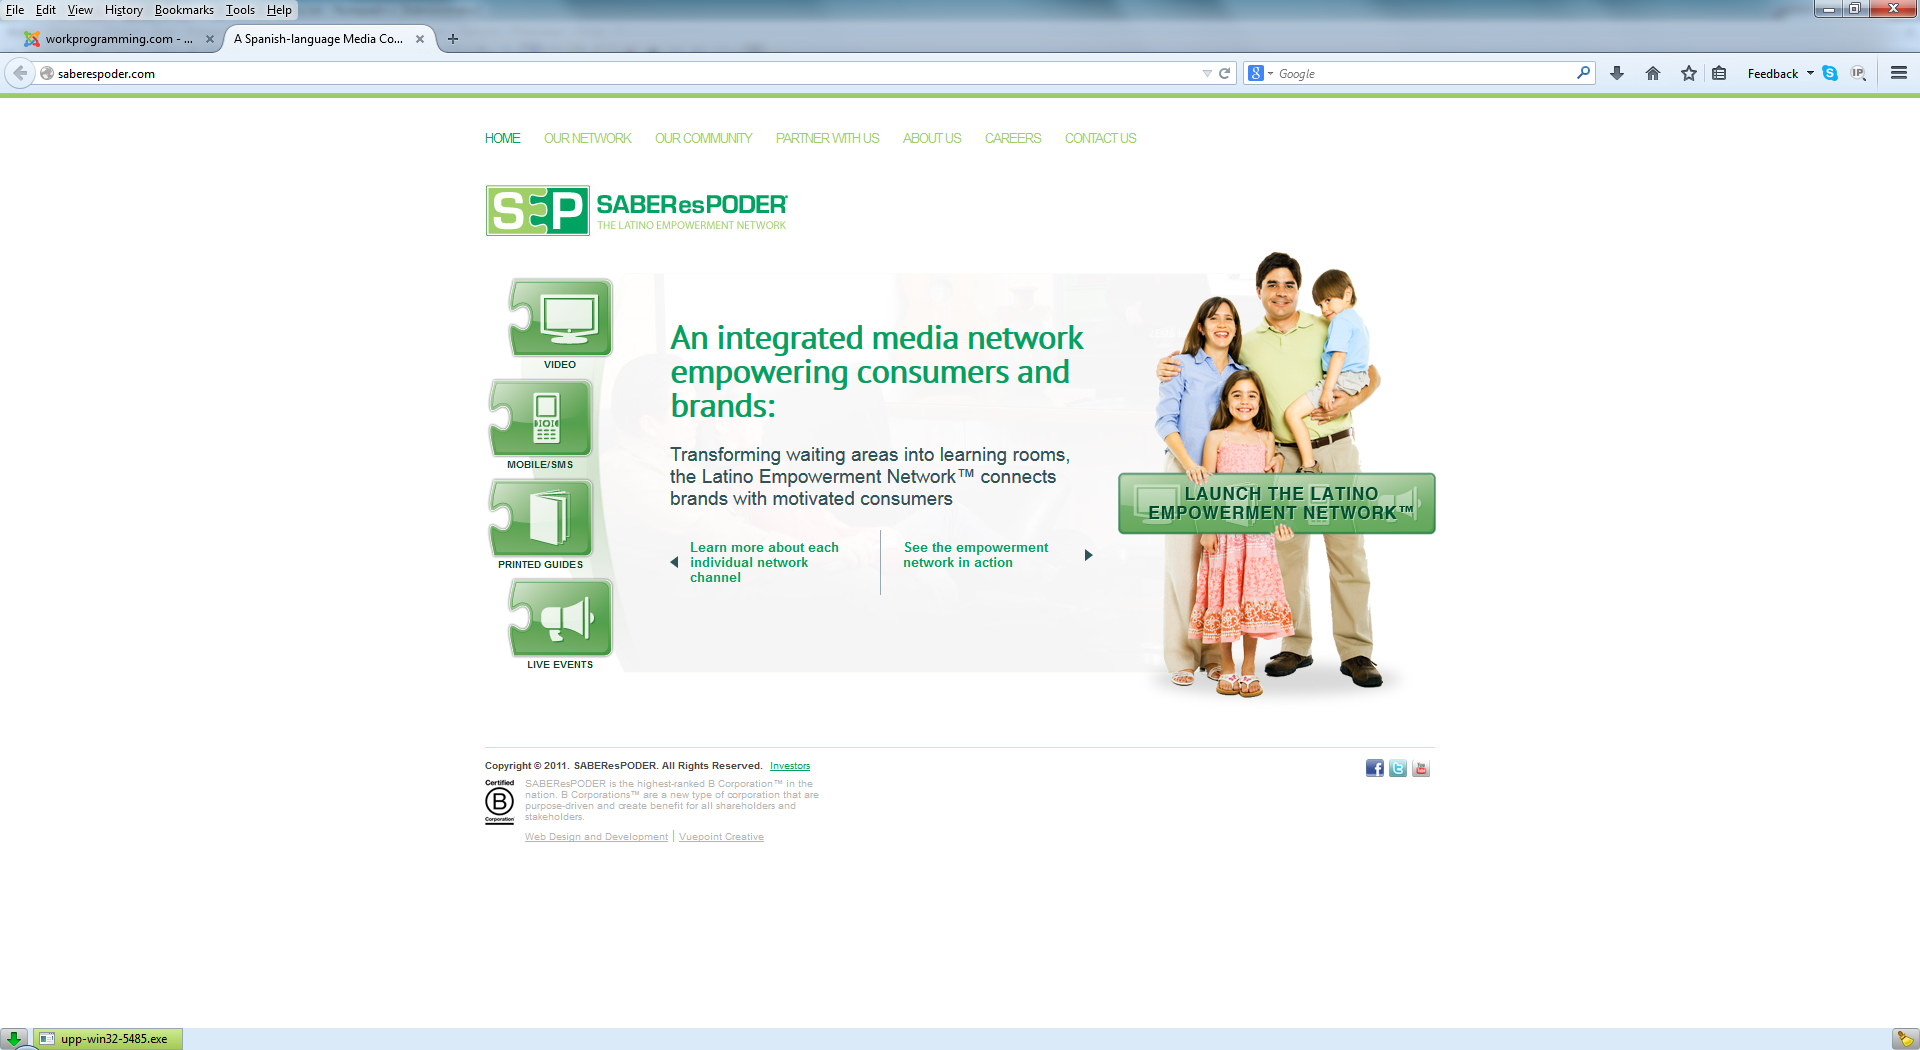 File Edit View History Bookmarks Tools Help
workprogramming.com - ...
A Spanish-language Media Co...
saberespoder.com
Google
Feedback
IP
HOME OUR NETWORK OUR COMMUNITY PARTNER WITH US ABOUT US CAREERS CONTACT US
SEP SABEResPODER
THE LATINO EMPOWERMENT NETWORK
VIDEO
MOBILE/SMS
PRINTED GUIDES
LIVE EVENTS
An integrated media network
empowering consumers and
brands:
Transforming waiting areas into learning rooms,
the Latino Empowerment Network™ connects
brands with motivated consumers
Learn more about each
individual network
channel
See the empowerment
network in action
LAUNCH THE LATINO
EMPOWERMENT NETWORK™
Copyright © 2011. SABEResPODER. All Rights Reserved. Investors
Certified
B
Corporation
SABEResPODER is the highest-ranked B Corporation™ in the
nation. B Corporations™ are a new type of corporation that are
purpose-driven and create benefit for all shareholders and
stakeholders.
Web Design and Development | Vuepoint Creative
upp-win32-5485.exe